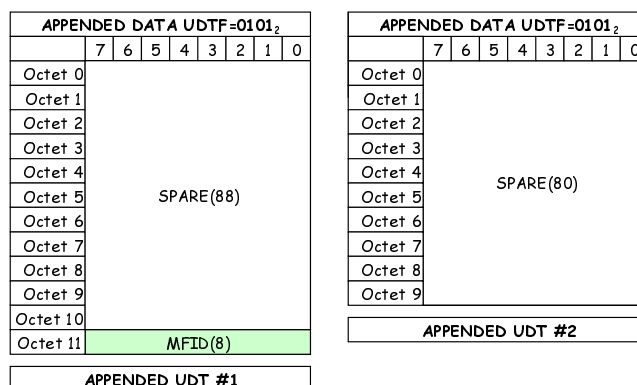 APPENDED DATA UDTF=0101₂
7 6 5 4 3 2 1 0
Octet 0
Octet 1
Octet 2
Octet 3
Octet 4
Octet 5
Octet 6
Octet 7
Octet 8
Octet 9
Octet 10
Octet 11
SPARE(88)
MFID(8)
APPENDED UDT #1
APPENDED DATA UDTF=0101₂
7 6 5 4 3 2 1 0
Octet 0
Octet 1
Octet 2
Octet 3
Octet 4
Octet 5
Octet 6
Octet 7
Octet 8
Octet 9
SPARE(80)
APPENDED UDT #2